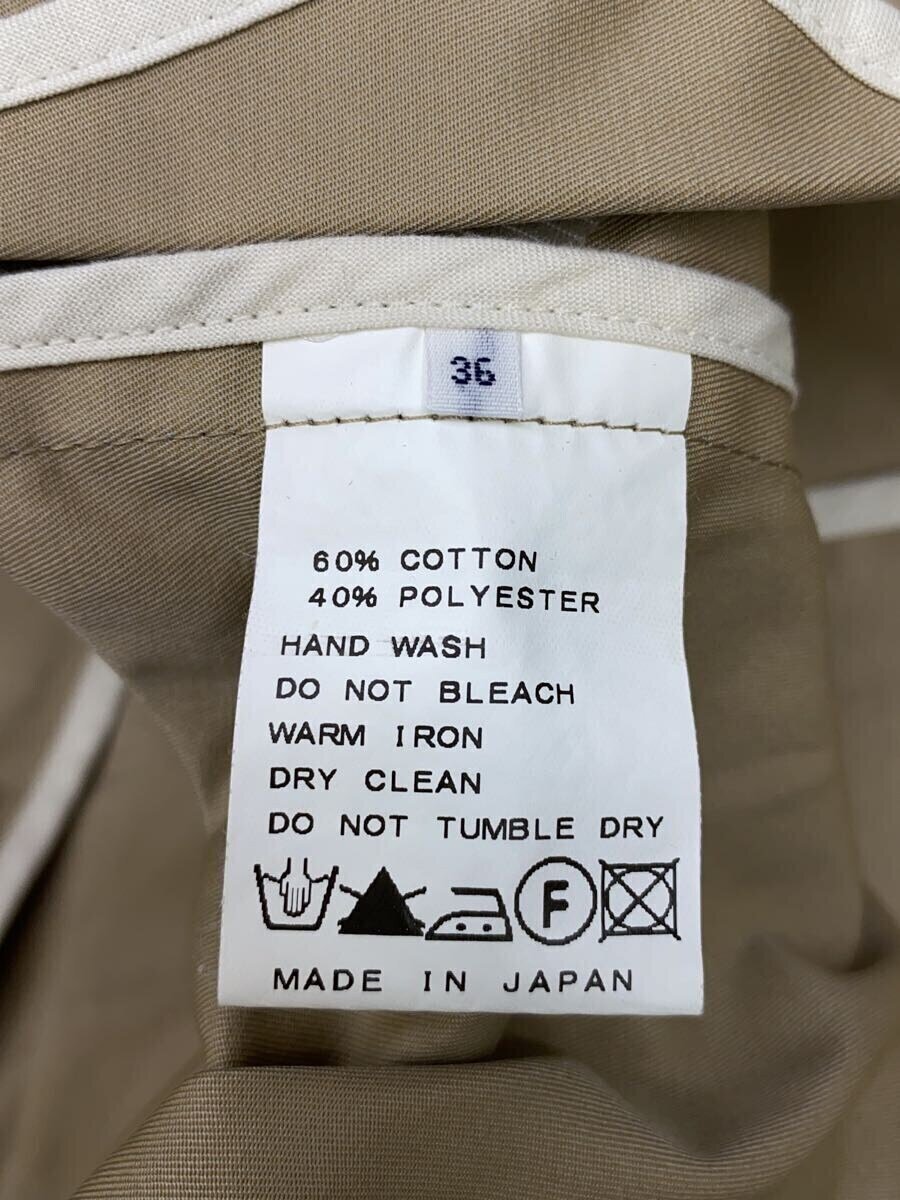 36
60% COTTON
40% POLYESTER
HAND WASH
DO NOT BLEACH
WARM IRON
DRY CLEAN
DO NOT TUMBLE DRY
F
MADE IN JAPAN